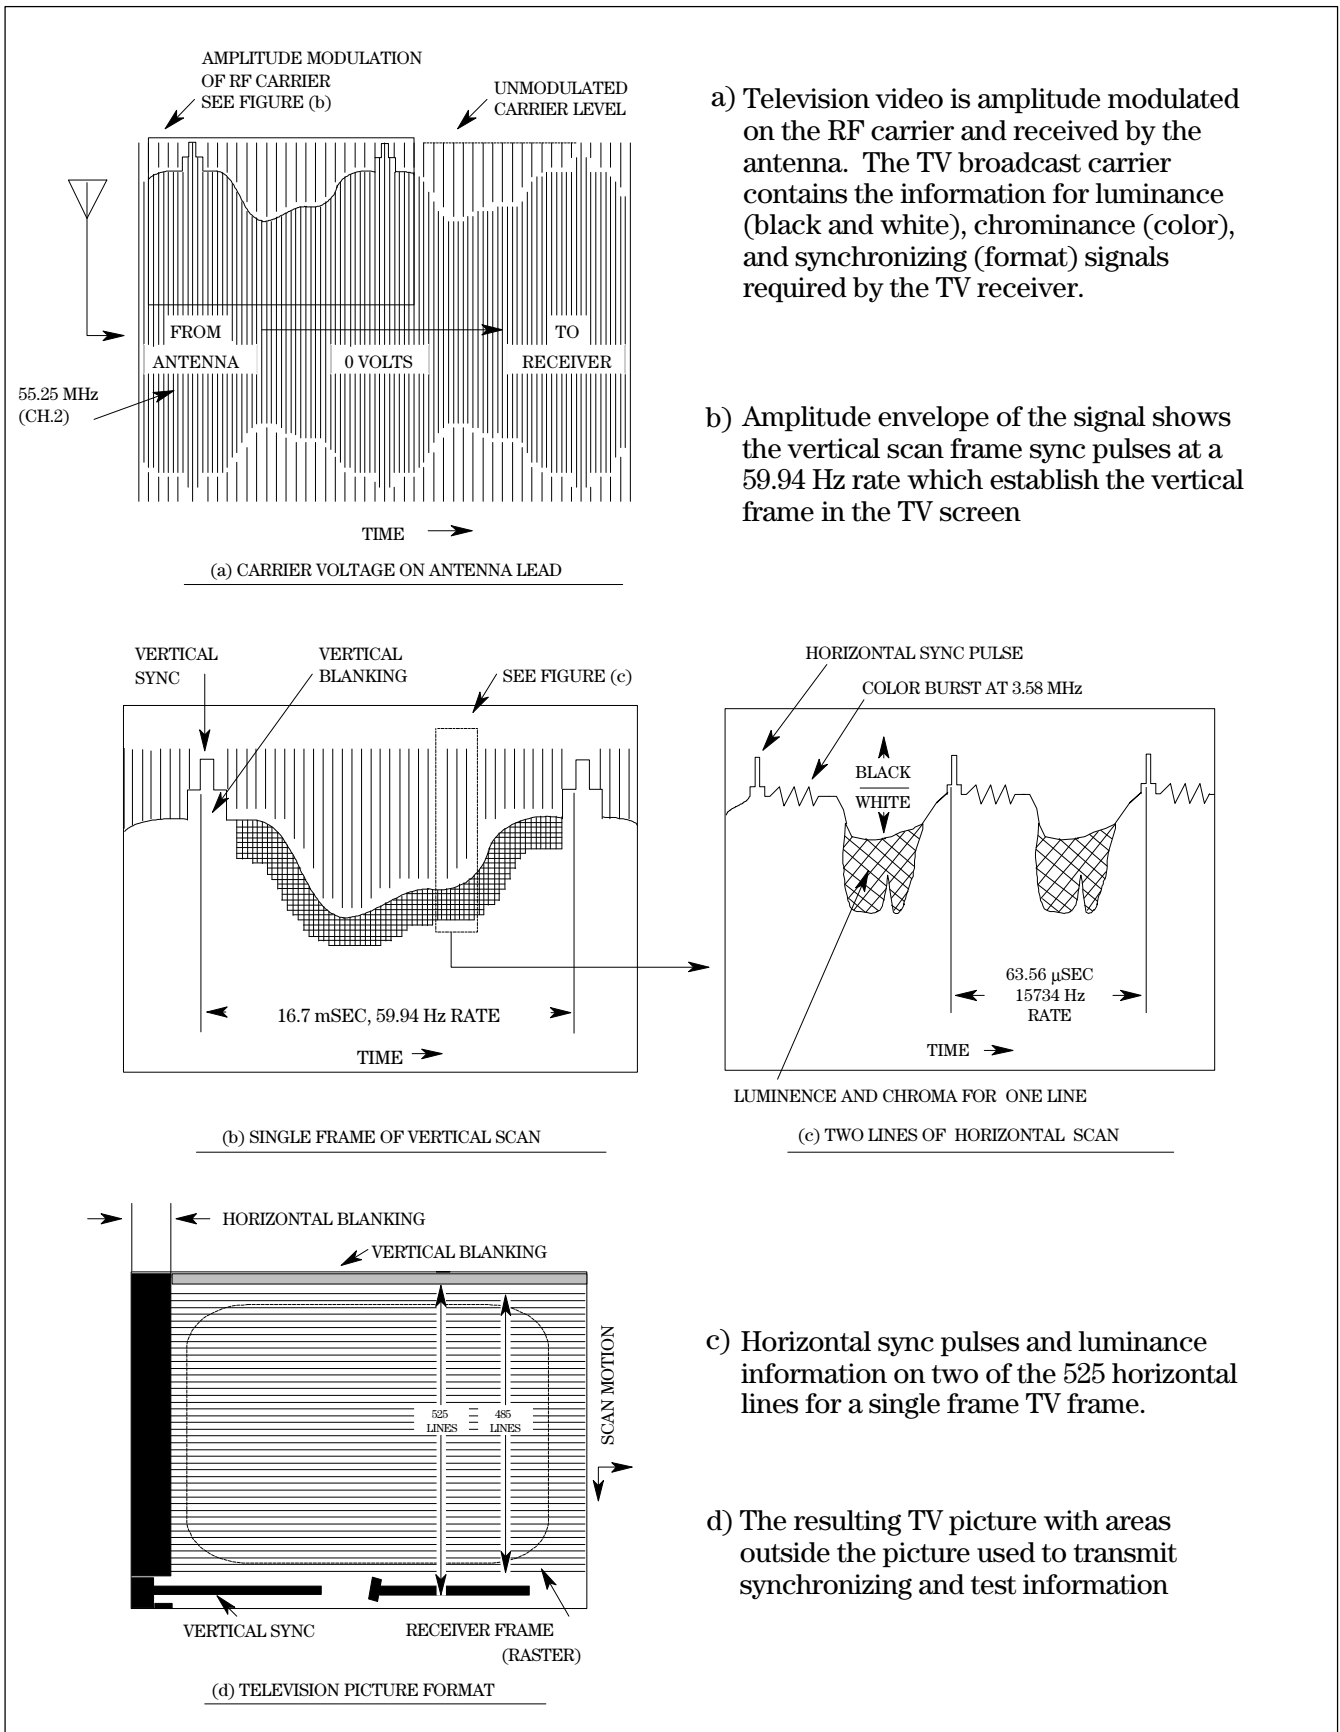 AMPLITUDE MODULATION
OF RF CARRIER
SEE FIGURE (b)
UNMODULATED
CARRIER LEVEL
FROM
ANTENNA
0 VOLTS
TO
RECEIVER
55.25 MHz
(CH.2)
TIME
(a) CARRIER VOLTAGE ON ANTENNA LEAD
a) Television video is amplitude modulated
on the RF carrier and received by the
antenna. The TV broadcast carrier
contains the information for luminance
(black and white), chrominance (color),
and synchronizing (format) signals
required by the TV receiver.
b) Amplitude envelope of the signal shows
the vertical scan frame sync pulses at a
59.94 Hz rate which establish the vertical
frame in the TV screen
VERTICAL
SYNC
VERTICAL
BLANKING
SEE FIGURE (c)
16.7 mSEC, 59.94 Hz RATE
TIME
(b) SINGLE FRAME OF VERTICAL SCAN
HORIZONTAL SYNC PULSE
COLOR BURST AT 3.58 MHz
BLACK
WHITE
63.56 µSEC
15734 Hz
RATE
TIME
LUMINENCE AND CHROMA FOR ONE LINE
(c) TWO LINES OF HORIZONTAL SCAN
HORIZONTAL BLANKING
VERTICAL BLANKING
525
LINES
485
LINES
SCAN MOTION
VERTICAL SYNC
RECEIVER FRAME
(RASTER)
(d) TELEVISION PICTURE FORMAT
c) Horizontal sync pulses and luminance
information on two of the 525 horizontal
lines for a single frame TV frame.
d) The resulting TV picture with areas
outside the picture used to transmit
synchronizing and test information